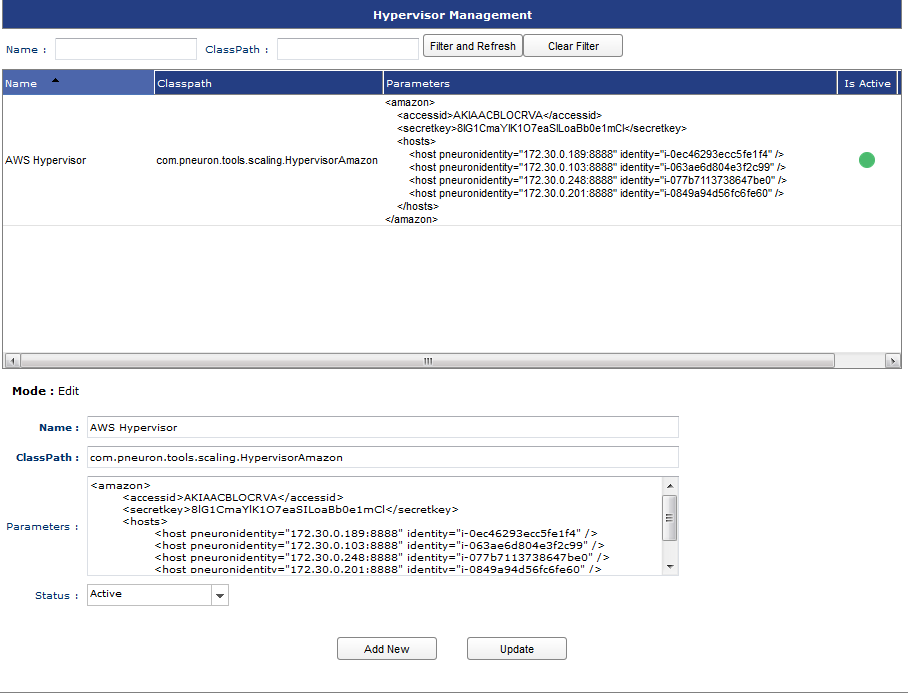 Hypervisor Management
Name : ClassPath : Filter and Refresh Clear Filter
Name Classpath Parameters Is Active
<amazon>
<accessid>AKIAACBLOCRVA</accessid>
<secretkey>8lG1CmaYlK1O7eaSlLoaBb0e1mCl</secretkey>
<hosts>
<host pneuronidentity="172.30.0.189:8888" identity="i-0ec46293ecc5fe1f4" />
AWS Hypervisor com.pneuron.tools.scaling.HypervisorAmazon
<host pneuronidentity="172.30.0.103:8888" identity="i-063ae6d804e3f2c99" />
<host pneuronidentity="172.30.0.248:8888" identity="i-077b7113738647be0" />
<host pneuronidentity="172.30.0.201:8888" identity="i-0849a94d56fc6fe60" />
</hosts>
</amazon>
Mode : Edit
Name : AWS Hypervisor
ClassPath : com.pneuron.tools.scaling.HypervisorAmazon
Parameters :
<amazon>
<accessid>AKIAACBLOCRVA</accessid>
<secretkey>8lG1CmaYlK1O7eaSILoaBb0e1mCl</secretkey>
<hosts>
<host pneuronidentity="172.30.0.189:8888" identity="i-0ec46293ecc5fe1f4" />
<host pneuronidentity="172.30.0.103:8888" identity="i-063ae6d804e3f2c99" />
<host pneuronidentity="172.30.0.248:8888" identity="i-077b7113738647be0" />
<host pneuronidentity="172.30.0.201:8888" identity="i-0849a94d56fc6fe60" />
Status : Active
Add New Update